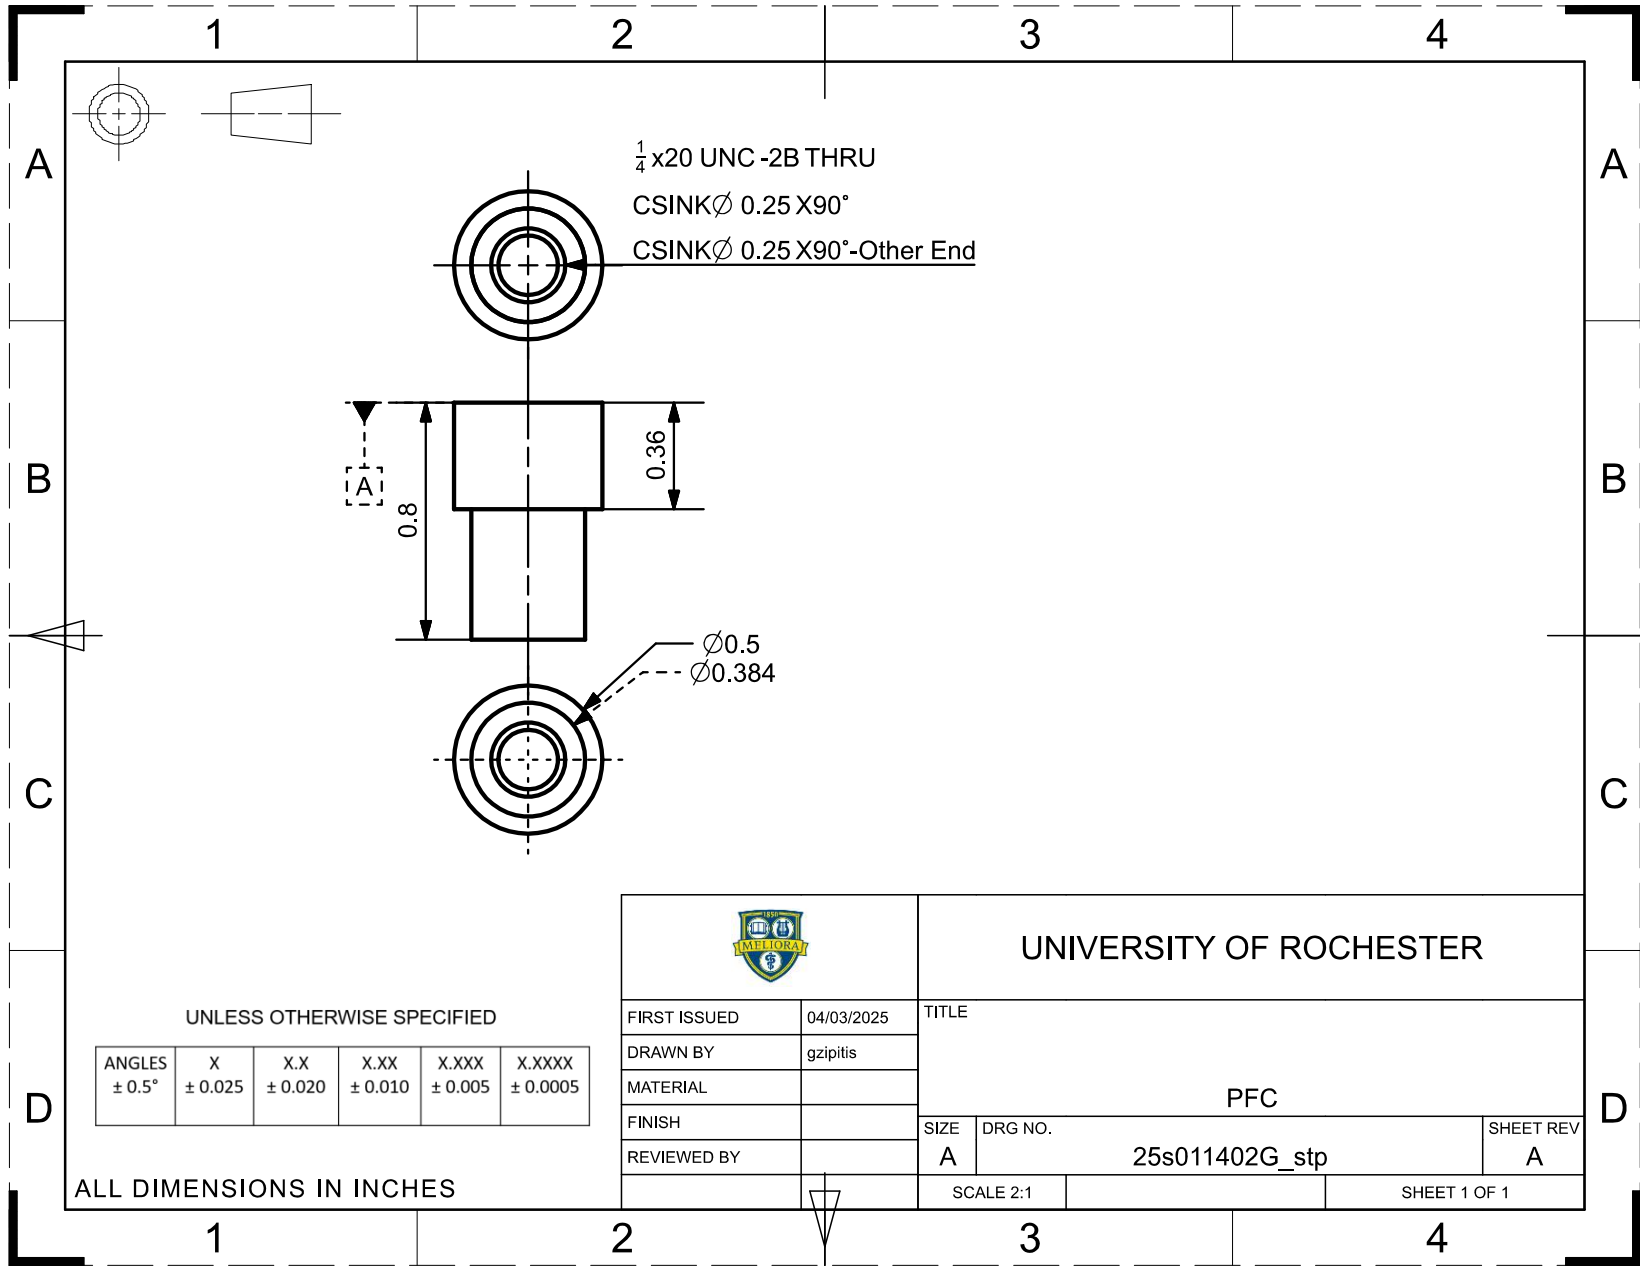 1 2 3 4
A A
1/4 x20 UNC -2B THRU
CSINK∅ 0.25 X90°
CSINK∅ 0.25 X90°-Other End
B B
0.36
A
0.8
∅0.5
∅0.384
C C
1850
MELIORA
UNIVERSITY OF ROCHESTER
UNLESS OTHERWISE SPECIFIED
ANGLES X X.X X.XX X.XXX X.XXXX
± 0.5° ± 0.025 ± 0.020 ± 0.010 ± 0.005 ± 0.0005
FIRST ISSUED 04/03/2025
DRAWN BY gzipitis
MATERIAL
FINISH
REVIEWED BY
TITLE
PFC
SIZE DRG NO. SHEET REV
A 25s011402G_stp A
SCALE 2:1 SHEET 1 OF 1
D D
ALL DIMENSIONS IN INCHES
1 2 3 4